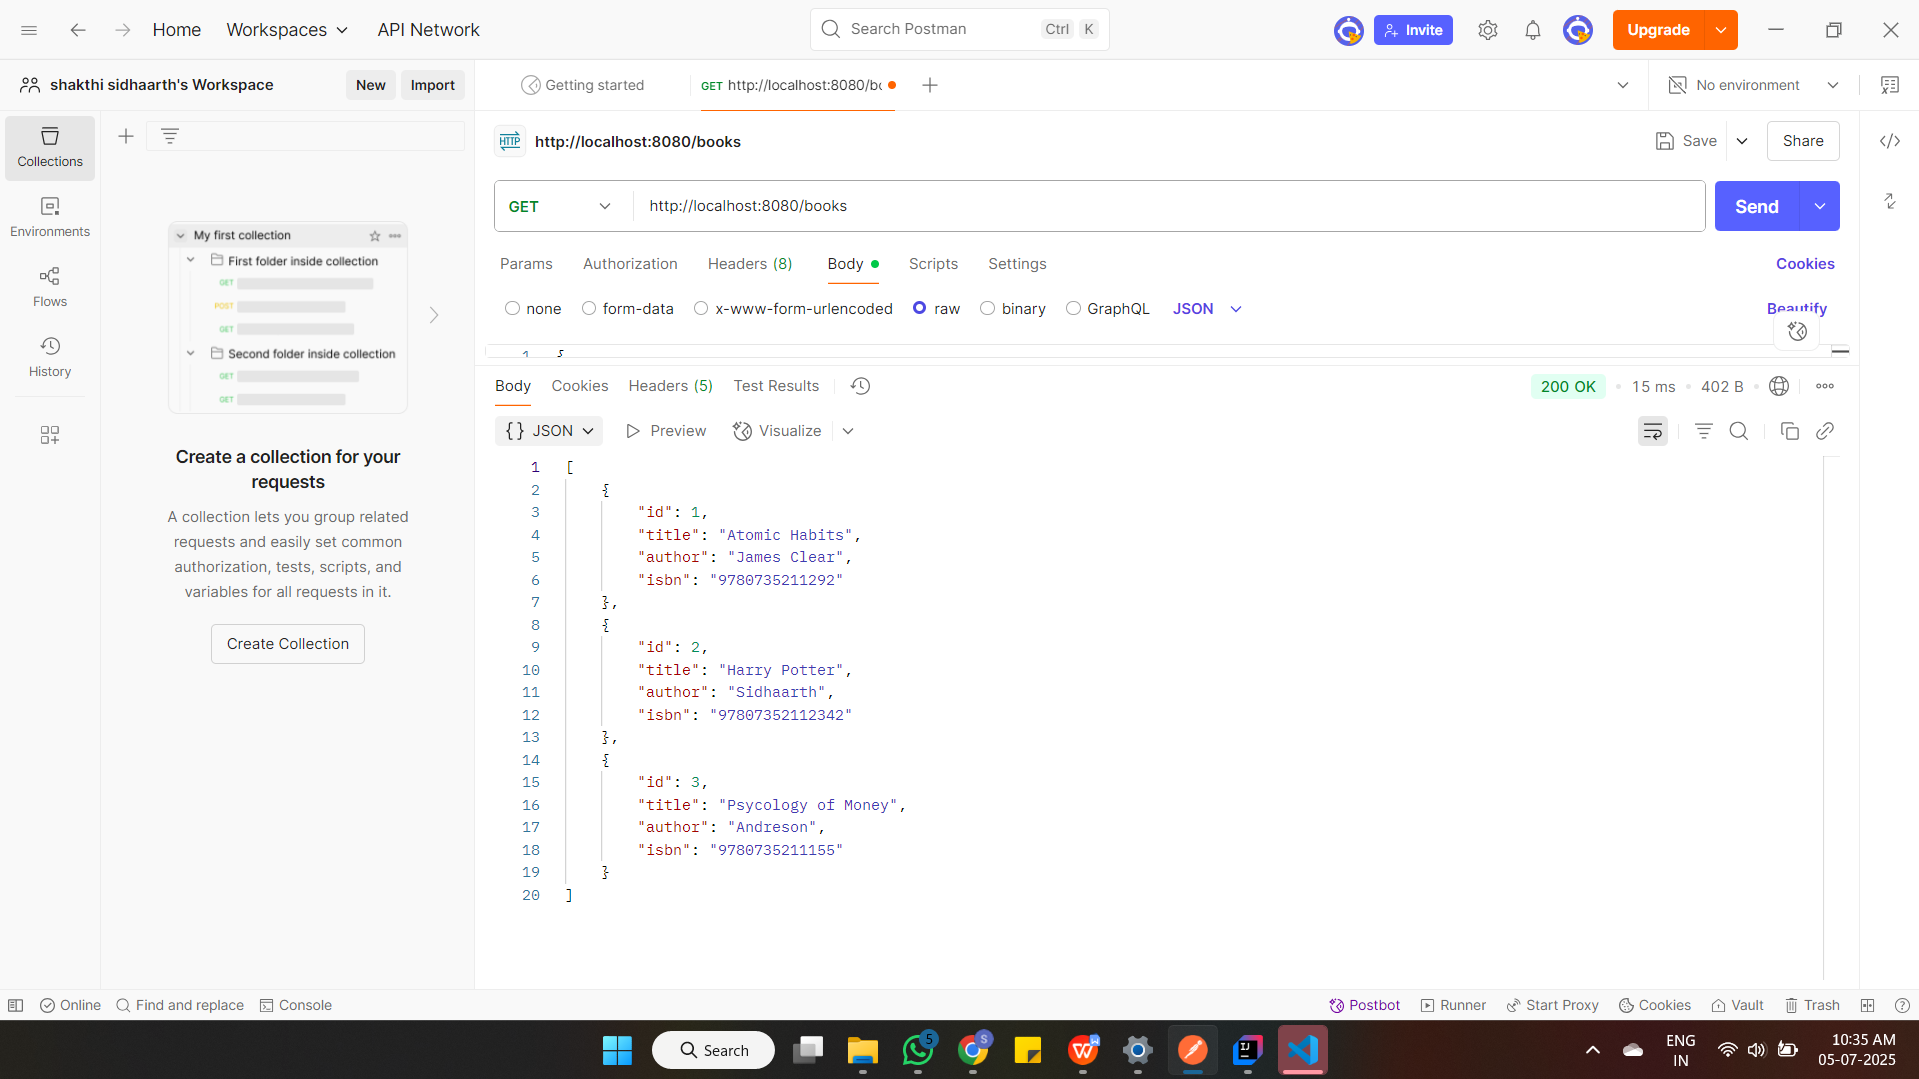 Home Workspaces API Network Search Postman Ctrl K Invite Upgrade
shakthi sidhaarth's Workspace New Import Getting started GET http://localhost:8080/bo No environment
Collections
Environments
Flows
History
My first collection
First folder inside collection
GET
POST
GET
Second folder inside collection
GET
GET
Create a collection for your
requests
A collection lets you group related
requests and easily set common
authorization, tests, scripts, and
variables for all requests in it.
Create Collection
HTTP http://localhost:8080/books Save Share
GET http://localhost:8080/books Send
Params Authorization Headers (8) Body Scripts Settings Cookies
none form-data x-www-form-urlencoded raw binary GraphQL JSON Beautify
1 {
Body Cookies Headers (5) Test Results 200 OK 15 ms 402 B
{} JSON Preview Visualize
1 [
2 {
3 "id": 1,
4 "title": "Atomic Habits",
5 "author": "James Clear",
6 "isbn": "9780735211292"
7 },
8 {
9 "id": 2,
10 "title": "Harry Potter",
11 "author": "Sidhaarth",
12 "isbn": "97807352112342"
13 },
14 {
15 "id": 3,
16 "title": "Psycology of Money",
17 "author": "Andreson",
18 "isbn": "9780735211155"
19 }
20 ]
Online Find and replace Console Postbot Runner Start Proxy Cookies Vault Trash
Search 5 S W IJ ENG 10:35 AM
IN 05-07-2025